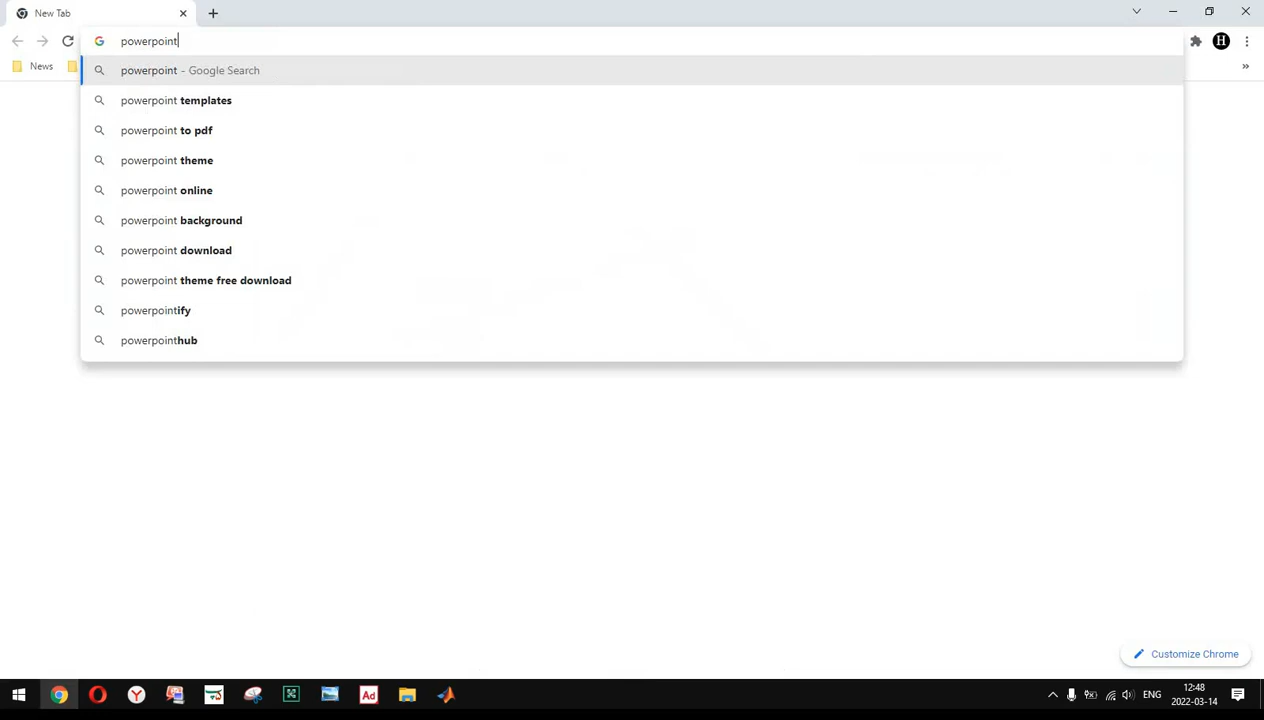 New Tab
powerpoint
News
powerpoint - Google Search
powerpoint templates
powerpoint to pdf
powerpoint theme
powerpoint online
powerpoint background
powerpoint download
powerpoint theme free download
powerpointify
powerpointhub
Customize Chrome
ENG
12:48
2022-03-14
H
Ad